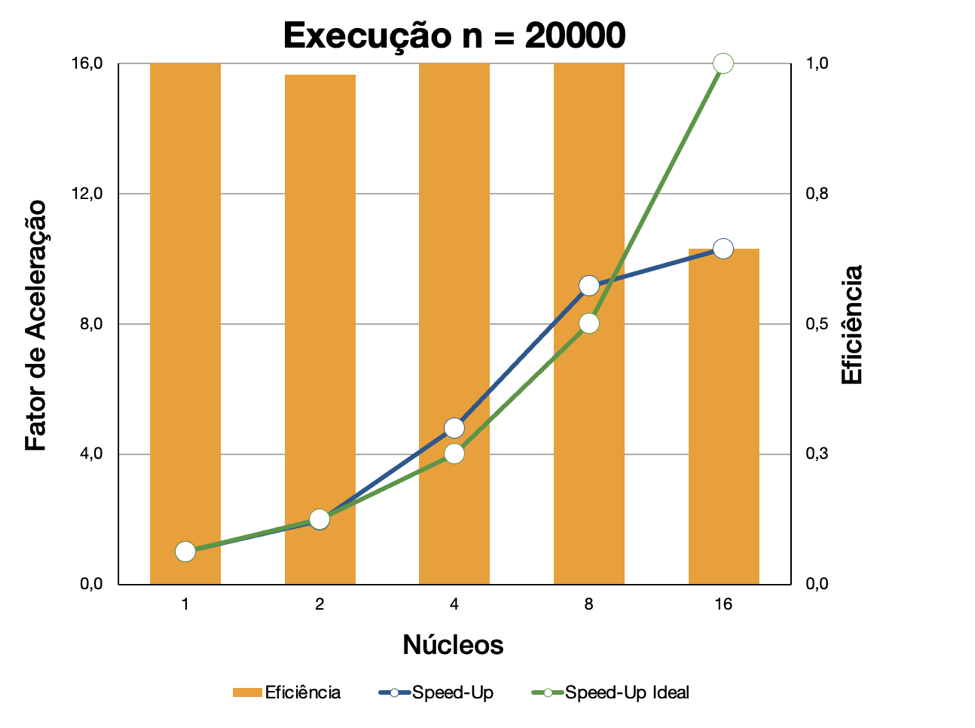 Execução n = 20000
16,0
12,0
8,0
4,0
0,0
Fator de Aceleração
1,0
0,8
0,5
0,3
0,0
Eficiência
1 2 4 8 16
Núcleos
Eficiência Speed-Up Speed-Up Ideal